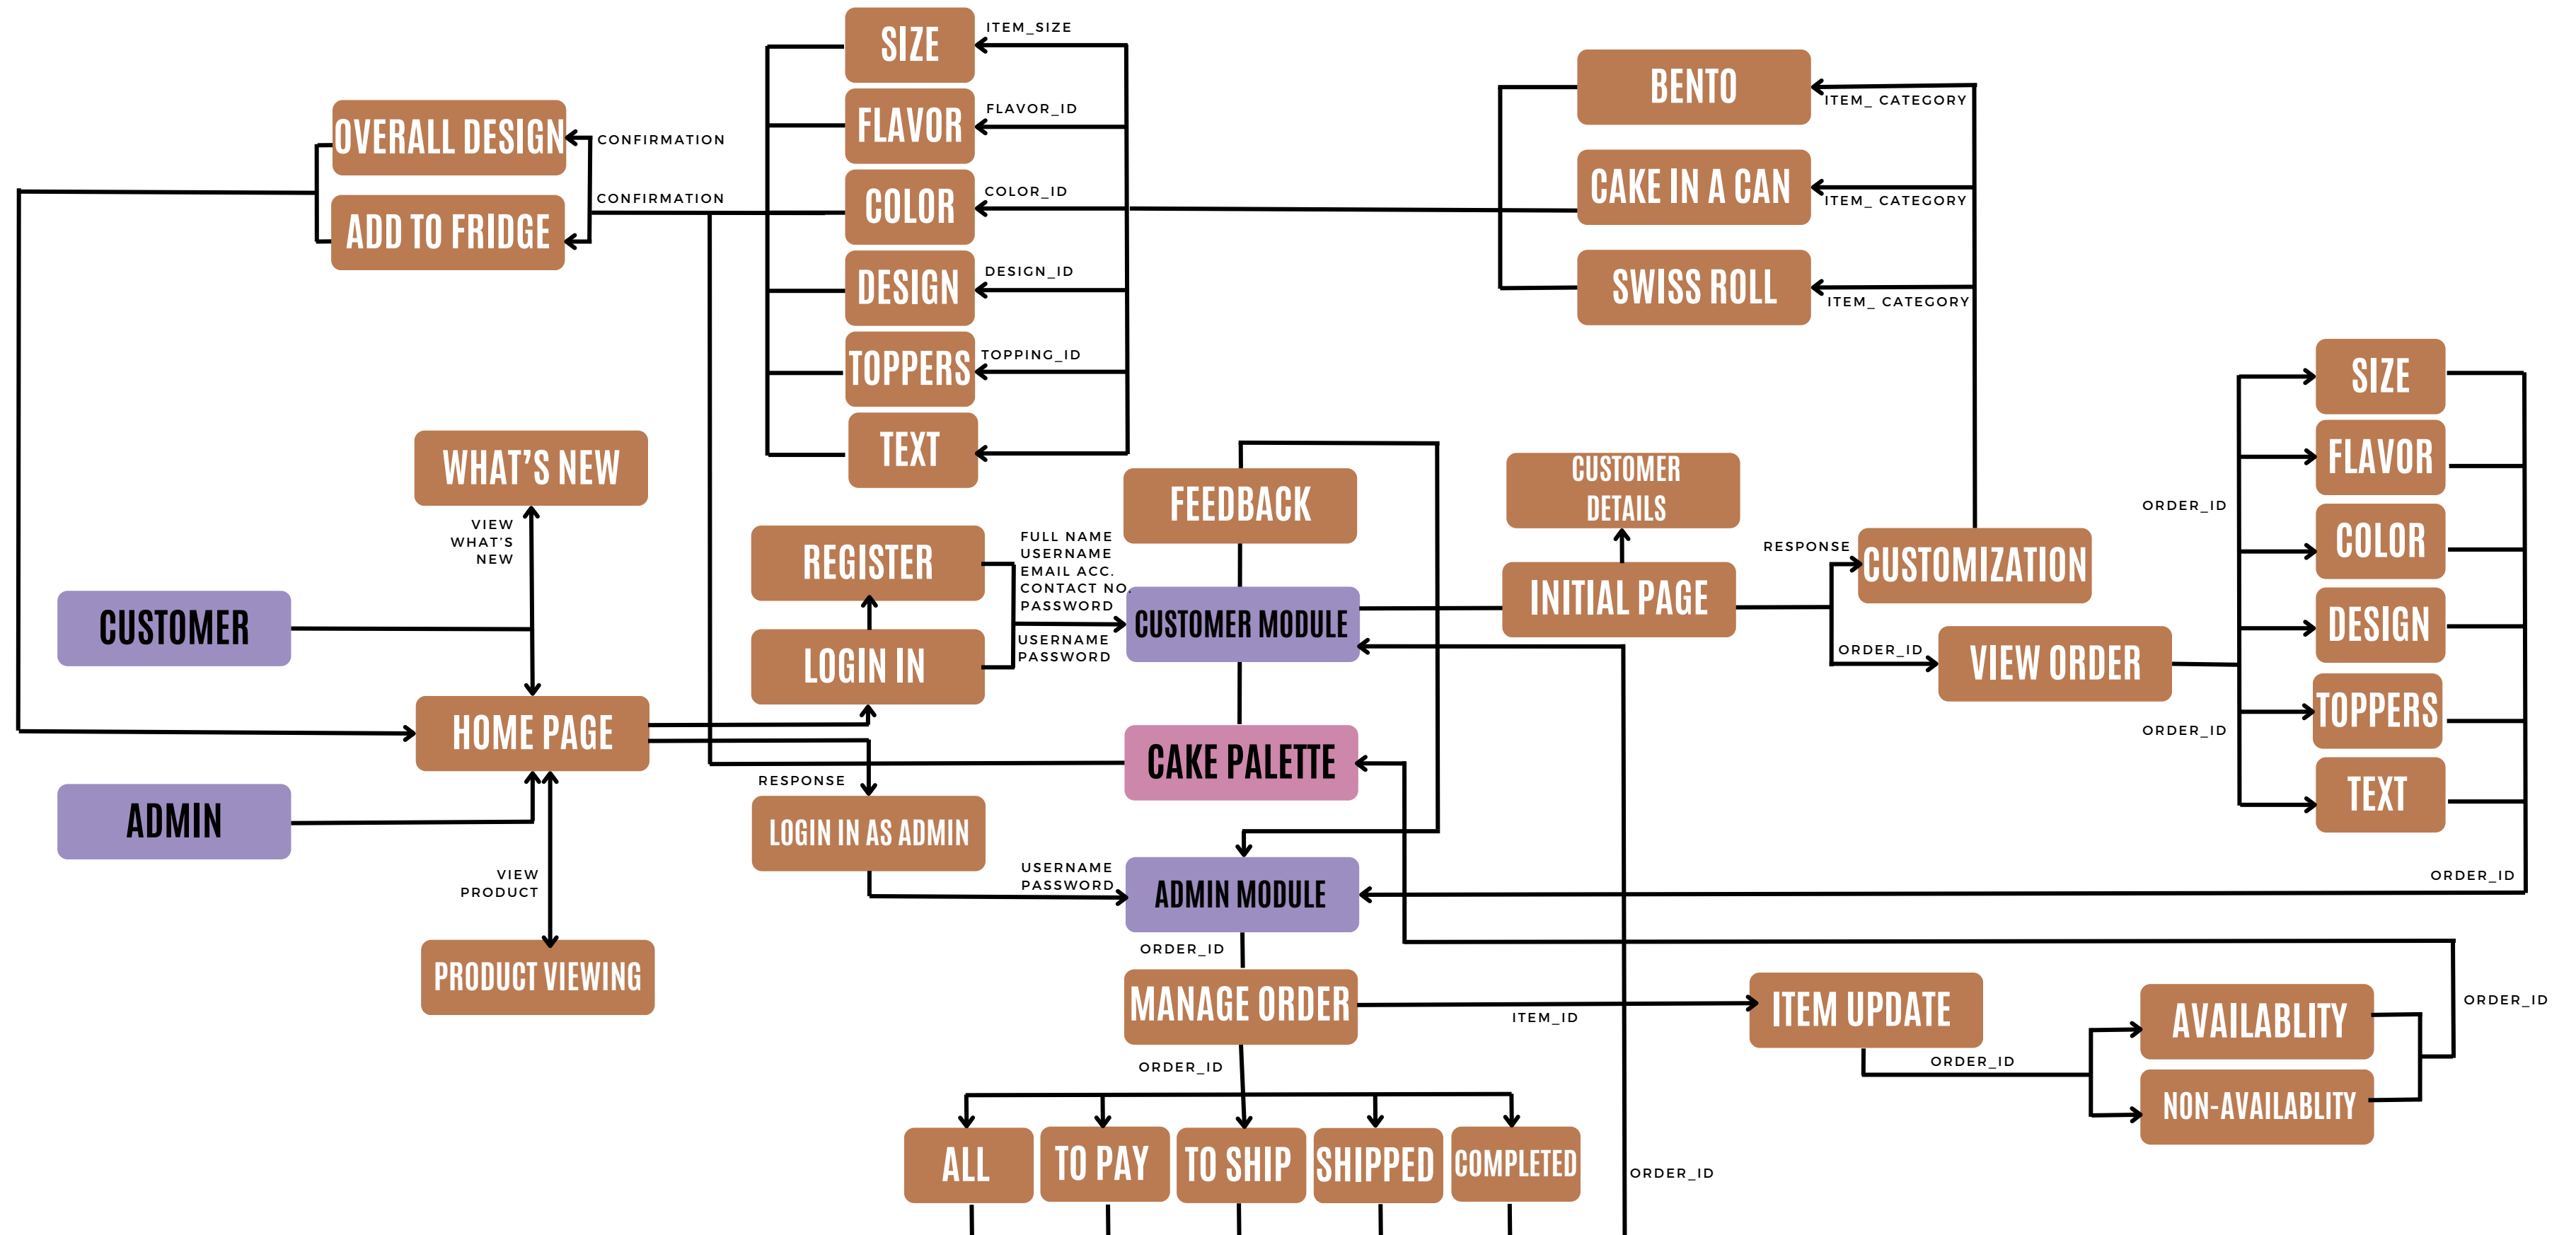 SIZE
ITEM_SIZE
FLAVOR
FLAVOR_ID
COLOR
COLOR_ID
DESIGN
DESIGN_ID
TOPPERS
TOPPING_ID
TEXT
OVERALL DESIGN
CONFIRMATION
ADD TO FRIDGE
CONFIRMATION
BENTO
ITEM_ CATEGORY
CAKE IN A CAN
ITEM_ CATEGORY
SWISS ROLL
ITEM_ CATEGORY
WHAT'S NEW
VIEW
WHAT'S
NEW
CUSTOMER
HOME PAGE
ADMIN
VIEW
PRODUCT
PRODUCT VIEWING
REGISTER
LOGIN IN
FULL NAME
USERNAME
EMAIL ACC.
CONTACT NO.
PASSWORD
USERNAME
PASSWORD
RESPONSE
LOGIN IN AS ADMIN
USERNAME
PASSWORD
FEEDBACK
CUSTOMER MODULE
CAKE PALETTE
ADMIN MODULE
ORDER_ID
MANAGE ORDER
ORDER_ID
ITEM_ID
CUSTOMER
DETAILS
INITIAL PAGE
RESPONSE
CUSTOMIZATION
ORDER_ID
VIEW ORDER
ORDER_ID
ORDER_ID
SIZE
FLAVOR
COLOR
DESIGN
TOPPERS
TEXT
ORDER_ID
ITEM UPDATE
ORDER_ID
AVAILABLITY
NON-AVAILABLITY
ORDER_ID
ALL
TO PAY
TO SHIP
SHIPPED
COMPLETED
ORDER_ID